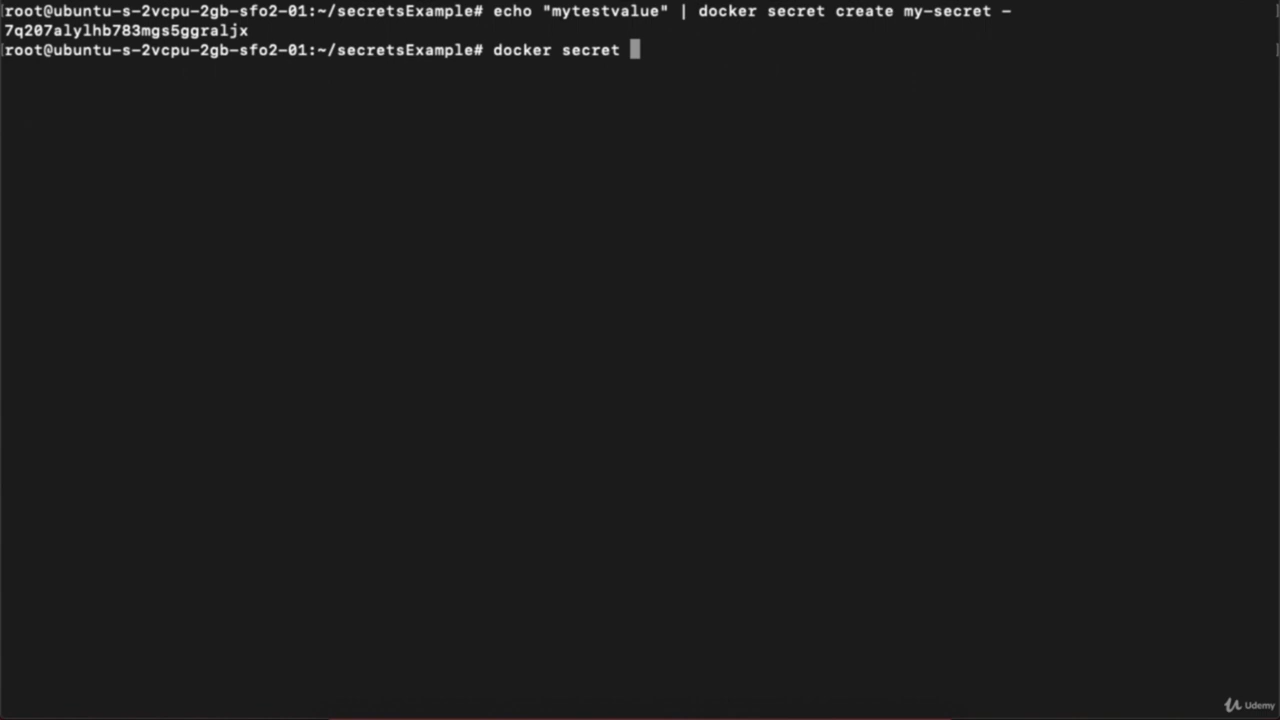 root@ubuntu-s-2vcpu-2gb-sfo2-01:~/secretsExample# echo "mytestvalue" | docker secret create my-secret -
7q207alylhb783mgs5ggraljx
root@ubuntu-s-2vcpu-2gb-sfo2-01:~/secretsExample# docker secret
Udemy